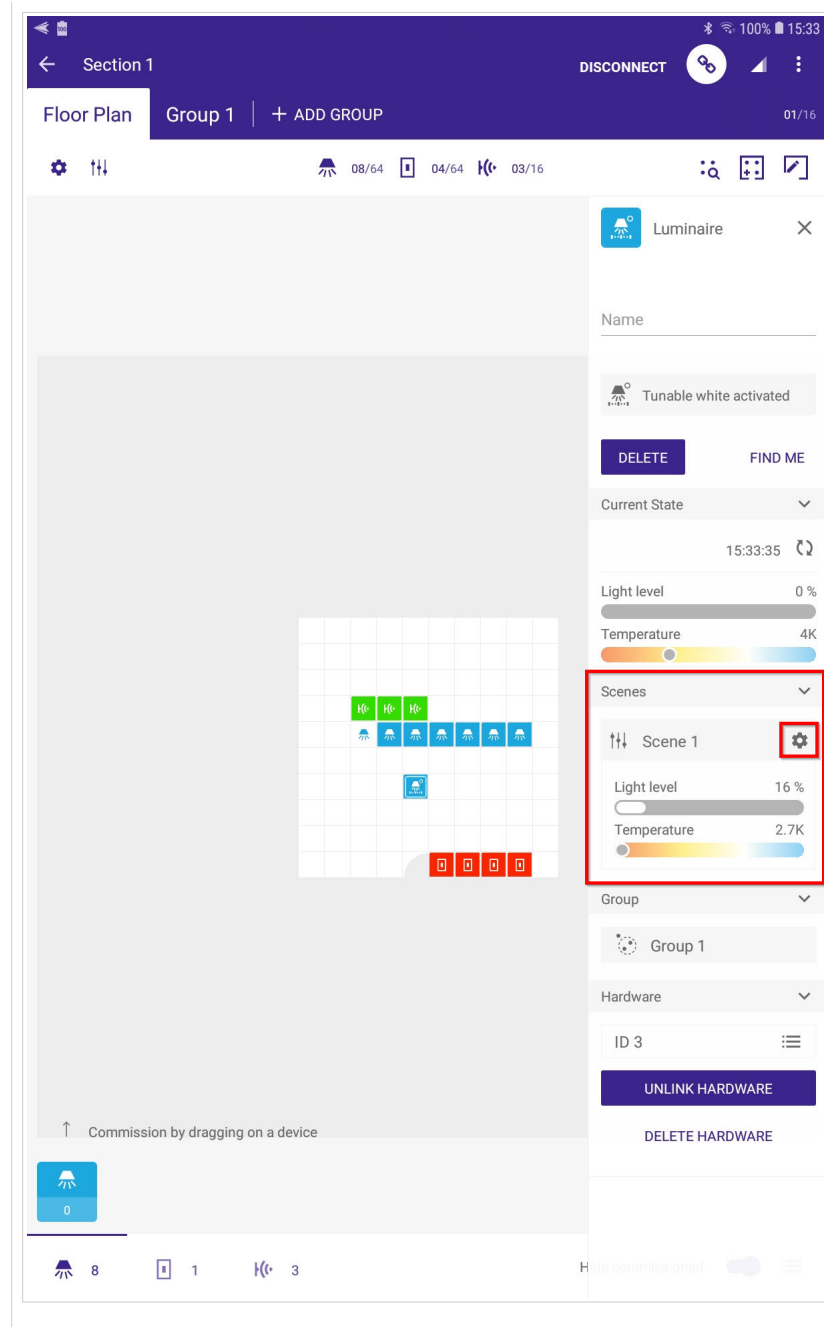 100% 15:33
Section 1
DISCONNECT
Floor Plan
Group 1
+ ADD GROUP
01/16
08/64
04/64
03/16
Luminaire
Name
Tunable white activated
DELETE
FIND ME
Current State
15:33:35
Light level 0 %
Temperature 4K
Scenes
Scene 1
Light level 16 %
Temperature 2.7K
Group
Group 1
Hardware
ID 3
UNLINK HARDWARE
DELETE HARDWARE
↑ Commission by dragging on a device
0
8
1
3
Hide commissioned